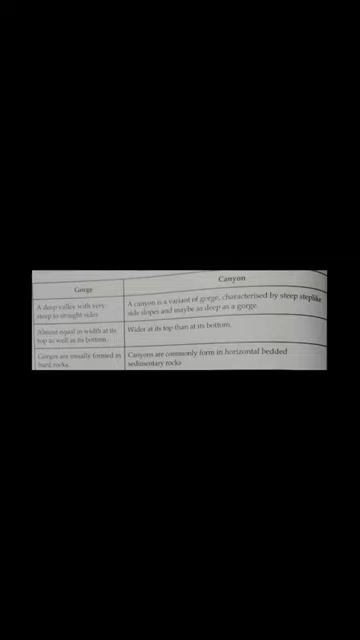 Gorge
Canyon
A deep valley with very
steep to straight sides
A canyon is a variant of gorge, characterised by steep steplike
side slopes and maybe as deep as a gorge.
Almost equal in width at its
top as well as its bottom.
Wider at its top than at its bottom.
Gorges are usually formed in
hard rocks.
Canyons are commonly form in horizontal bedded
sedimentary rocks